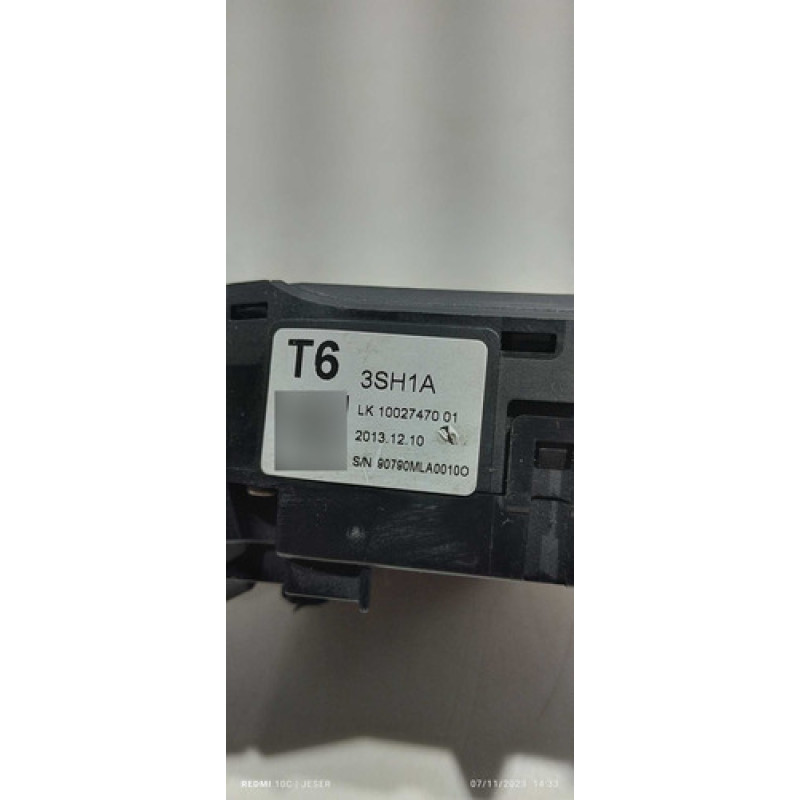 T6
3SH1A
LK 10027470 01
2013.12.10
S/N 90790MLA0010O
REDMI 10C | JESER
07/11/2023 14:33